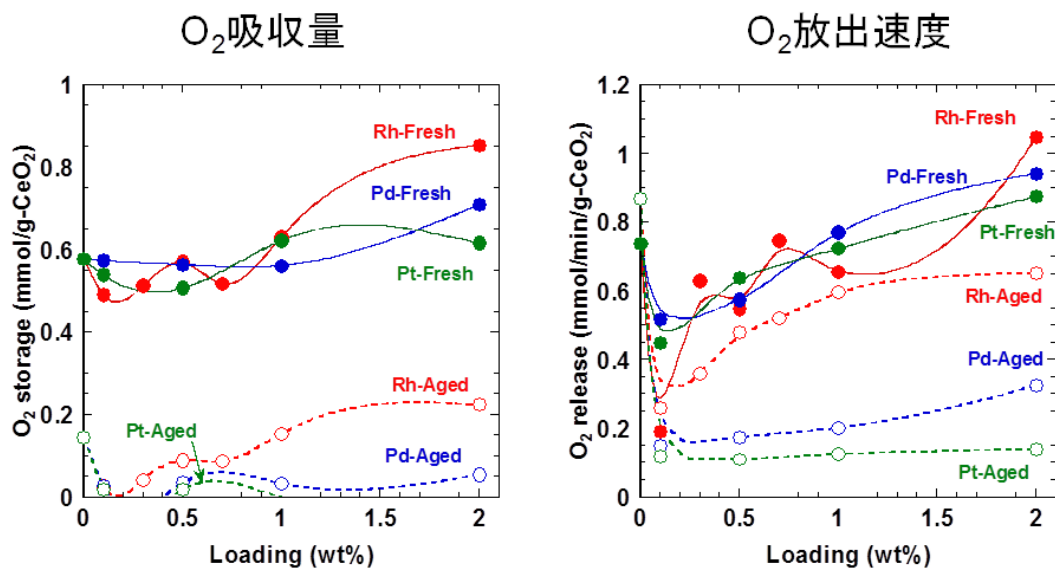 O₂吸収量
O₂ storage (mmol/g-CeO₂)
1
0.8
0.6
0.4
0.2
0
Rh-Fresh
Pd-Fresh
Pt-Fresh
Rh-Aged
Pt-Aged
Pd-Aged
0 0.5 1 1.5 2
Loading (wt%)
O₂放出速度
O₂ release (mmol/min/g-CeO₂)
1.2
1
0.8
0.6
0.4
0.2
0
Rh-Fresh
Pd-Fresh
Pt-Fresh
Rh-Aged
Pd-Aged
Pt-Aged
0 0.5 1 1.5 2
Loading (wt%)